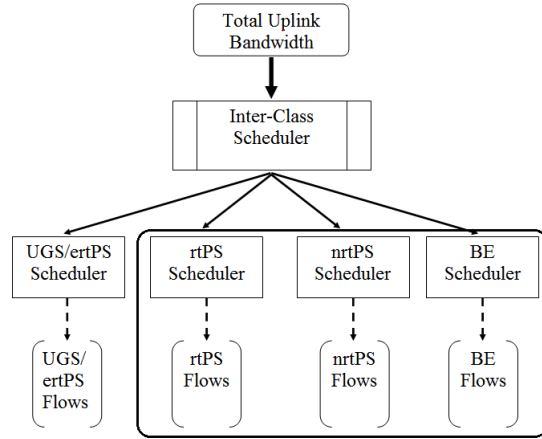 Total Uplink
Bandwidth
Inter-Class
Scheduler
UGS/ertPS
Scheduler
rtPS
Scheduler
nrtPS
Scheduler
BE
Scheduler
UGS/
ertPS
Flows
rtPS
Flows
nrtPS
Flows
BE
Flows